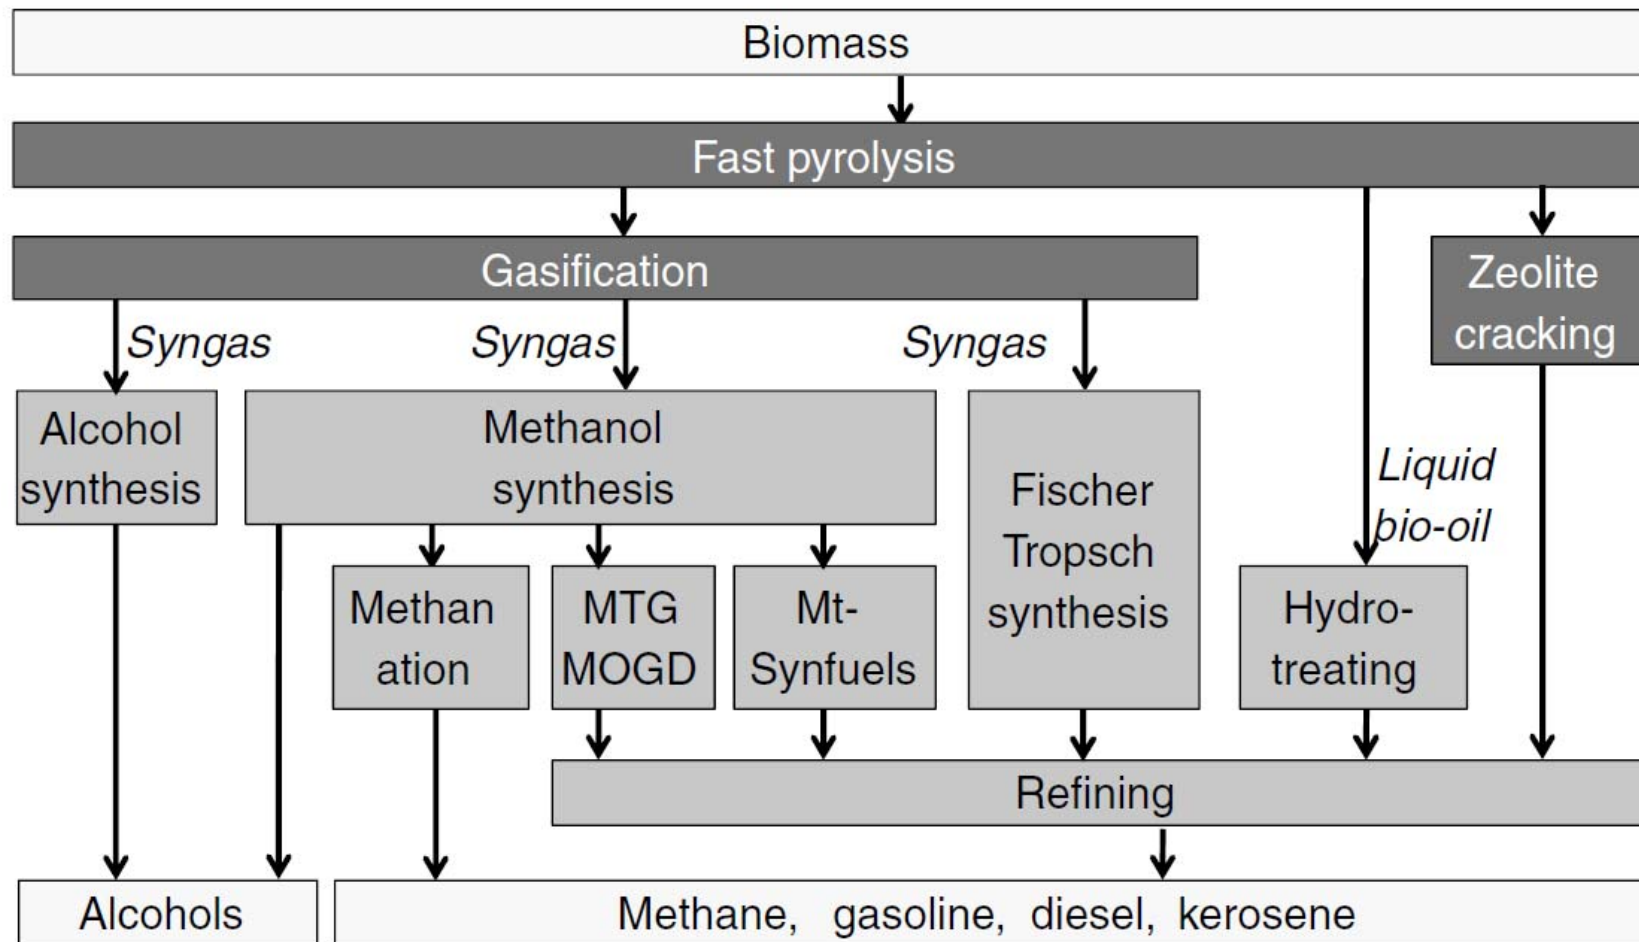 Biomass
Fast pyrolysis
Gasification
Zeolite
cracking
Syngas
Syngas
Syngas
Alcohol
synthesis
Methanol
synthesis
Fischer
Tropsch
synthesis
Liquid
bio-oil
Methan
ation
MTG
MOGD
Mt-
Synfuels
Hydro-
treating
Refining
Alcohols
Methane, gasoline, diesel, kerosene